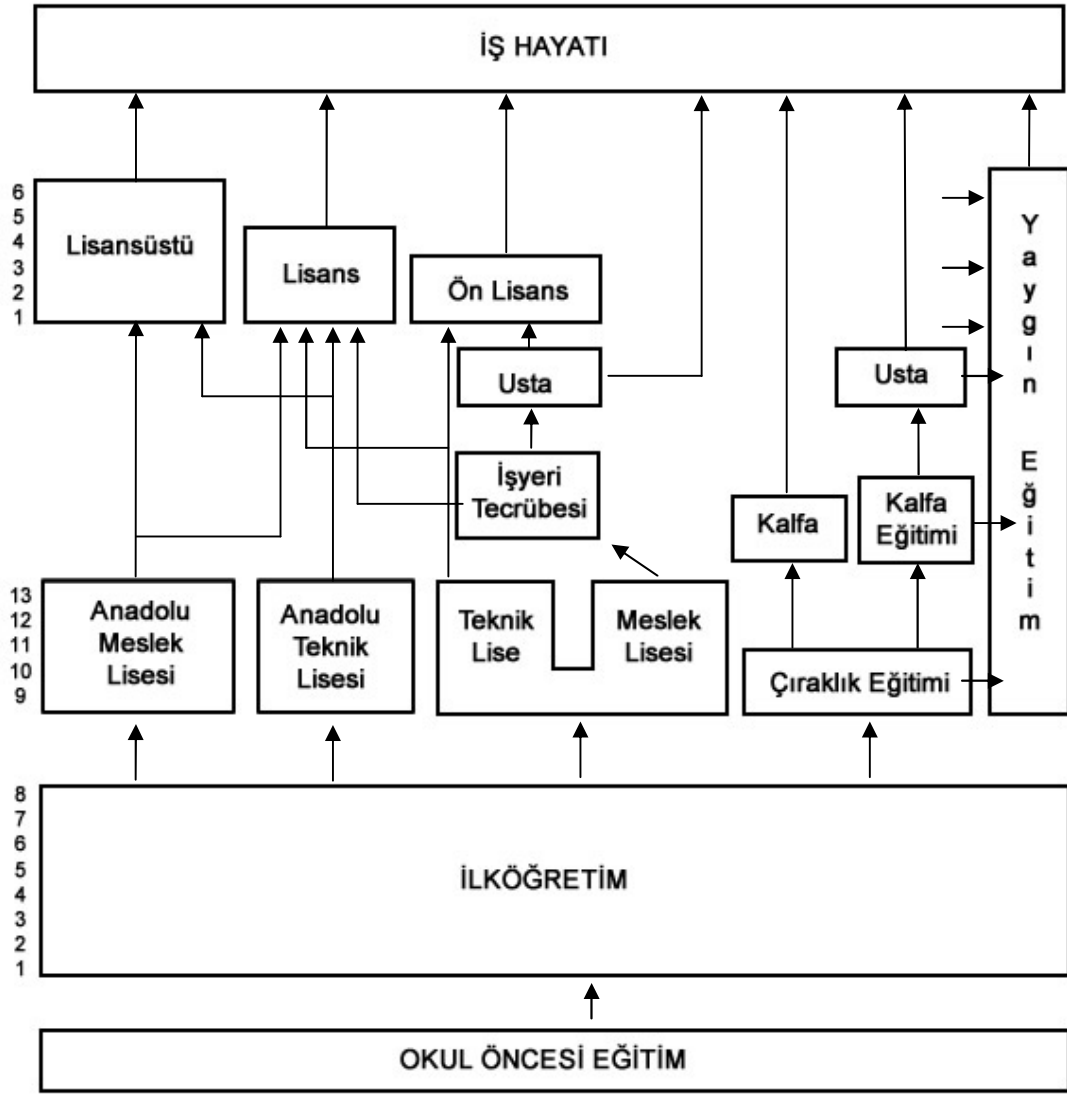 İŞ HAYATI
6
5
4
3
2
1
Lisansüstü
Lisans
Ön Lisans
Usta
İşyeri
Tecrübesi
Kalfa
Usta
Kalfa
Eğitimi
Yaygın Eğitim
13
12
11
10
9
Anadolu
Meslek
Lisesi
Anadolu
Teknik
Lisesi
Teknik
Lise
Meslek
Lisesi
Çıraklık Eğitimi
8
7
6
5
4
3
2
1
İLKÖĞRETİM
OKUL ÖNCESİ EĞİTİM